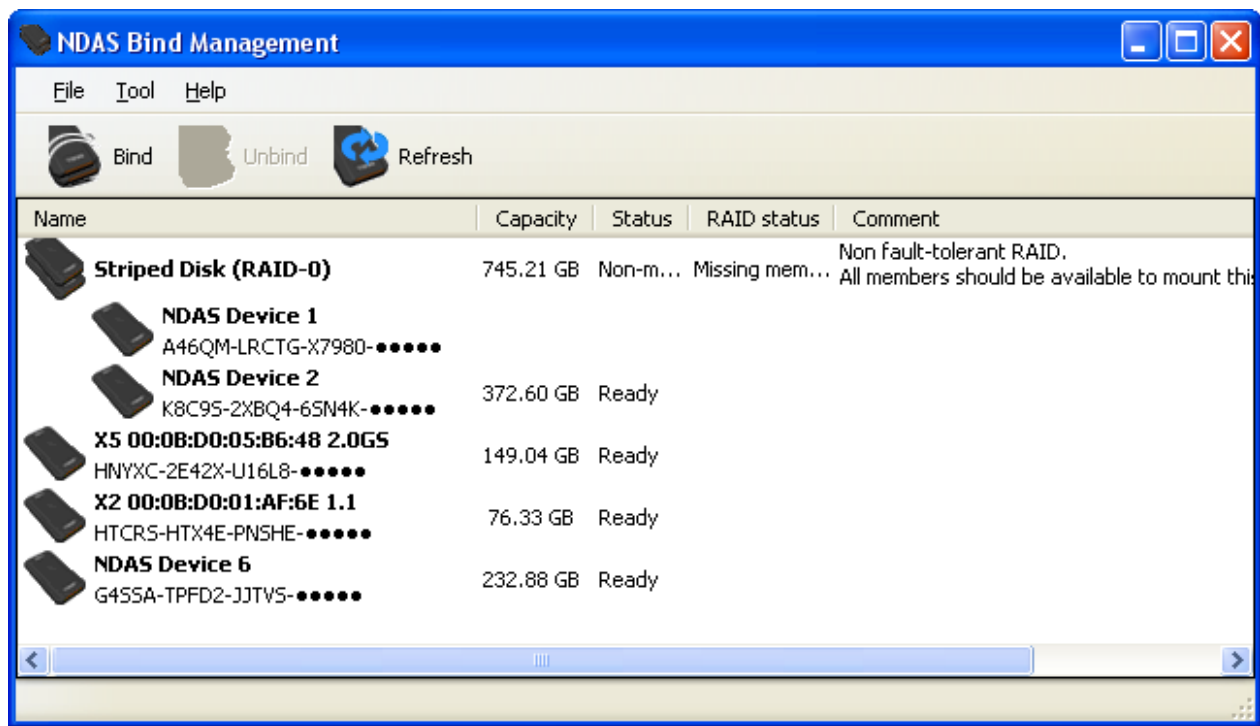 NDAS Bind Management
File Tool Help
Bind Unbind Refresh
Name Capacity Status RAID status Comment
Striped Disk (RAID-0) 745.21 GB Non-m... Missing mem... Non fault-tolerant RAID.
All members should be available to mount this
NDAS Device 1
A46QM-LRCTG-X7980-●●●●●
NDAS Device 2
K8C9S-2XBQ4-6SN4K-●●●●●
372.60 GB Ready
X5 00:0B:D0:05:B6:48 2.0GS
HNYXC-2E42X-U16L8-●●●●●
149.04 GB Ready
X2 00:0B:D0:01:AF:6E 1.1
HTCRS-HTX4E-PNSHE-●●●●●
76.33 GB Ready
NDAS Device 6
G4SSA-TPFD2-JJTVS-●●●●●
232.88 GB Ready